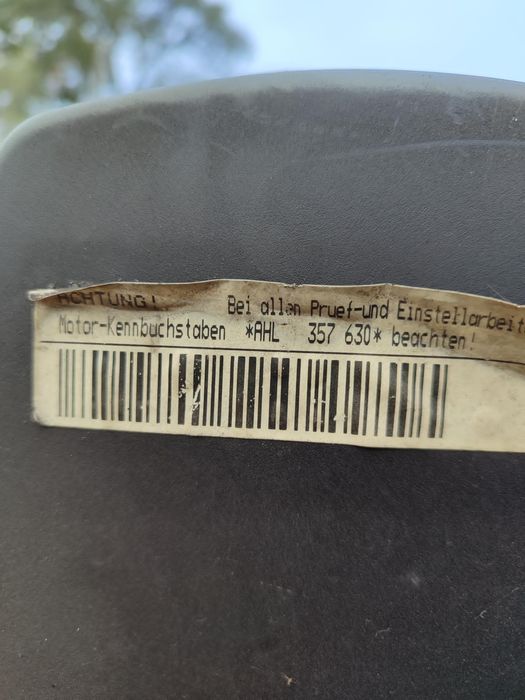 ACHTUNG! Bei allen Pruef-und Einstellarbeit
Motor-Kennbuchstaben *AHL 357 630* beachten!